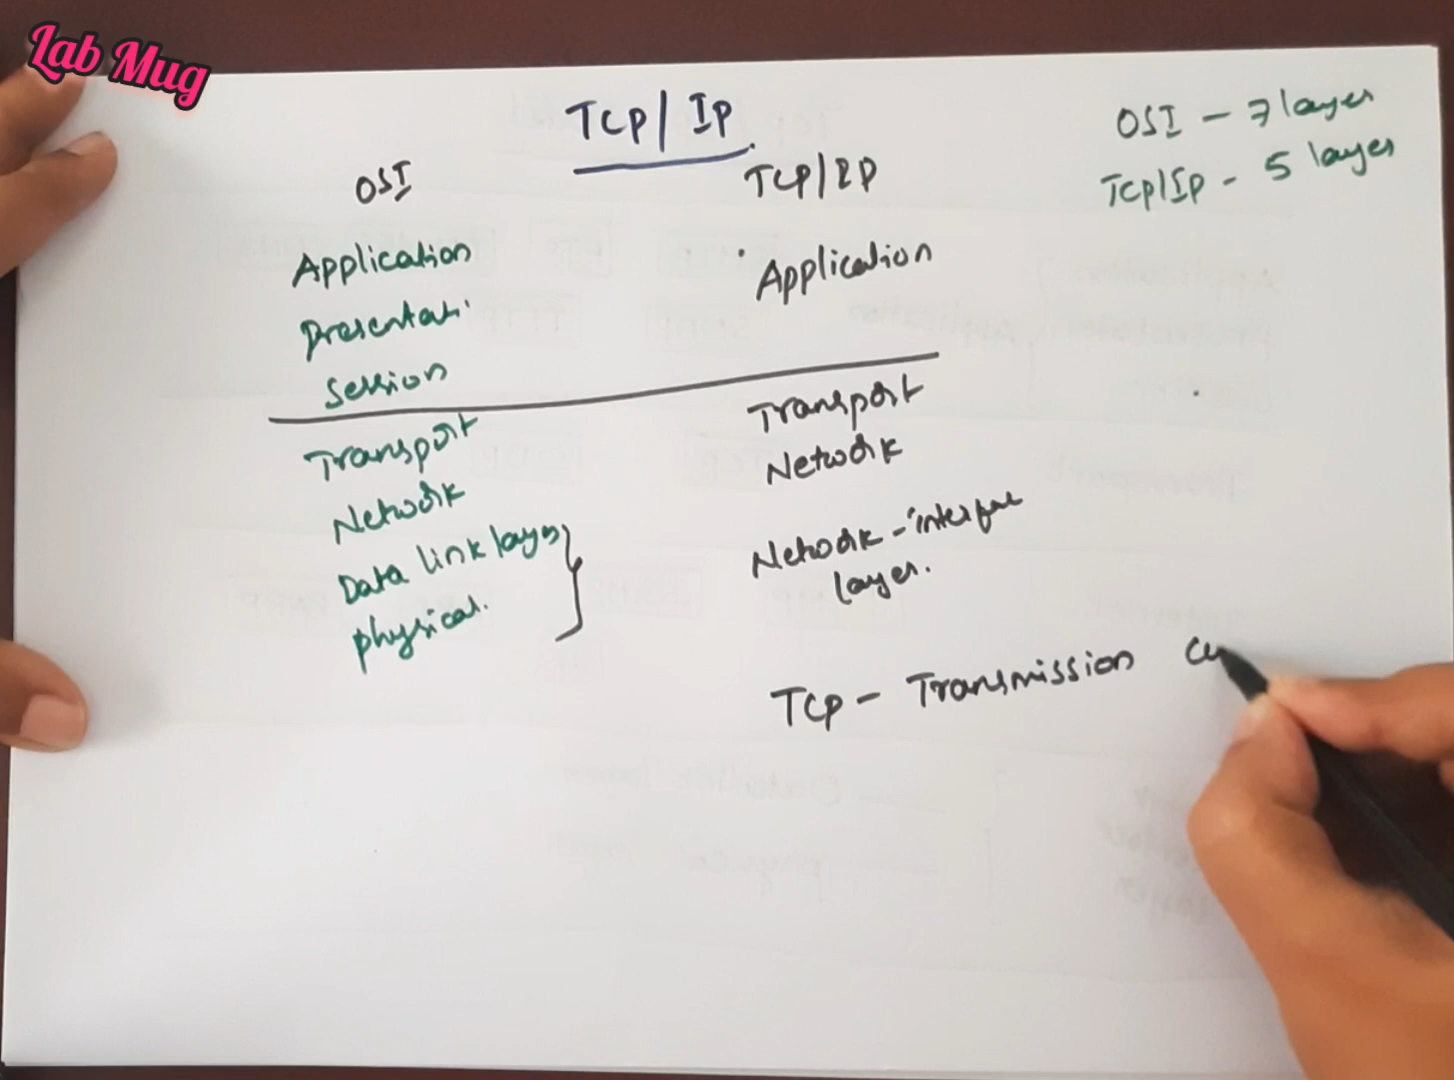 Lab Mug
TCP/IP
OSI - 7 layer
TCP/IP - 5 layer
OSI
TCP/IP
Application
Presentati
Session
Transport
Network
Data link layer
physical.
Application
Transport
Network
Network-interface
layer.
TCP - Transmission